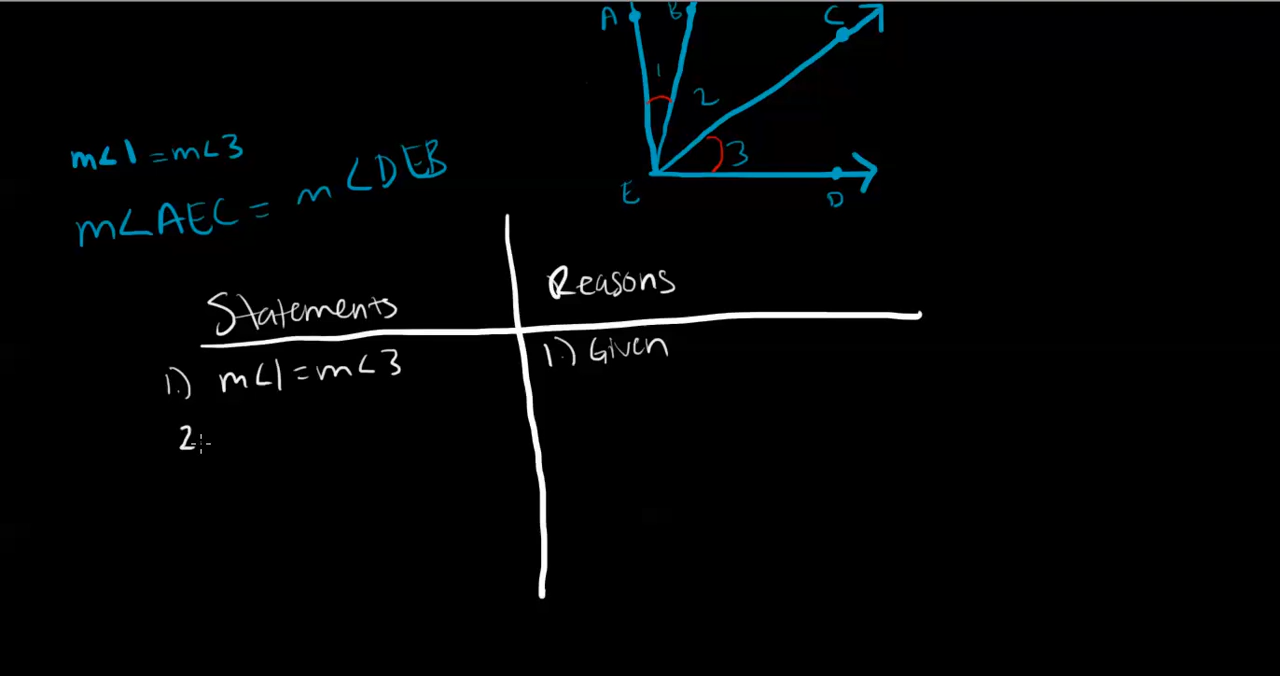 A B C
1
2
3
E D
m∠1 = m∠3
m∠AEC = m∠DEB
Statements Reasons
1.) m∠1 = m∠3 1.) Given
2